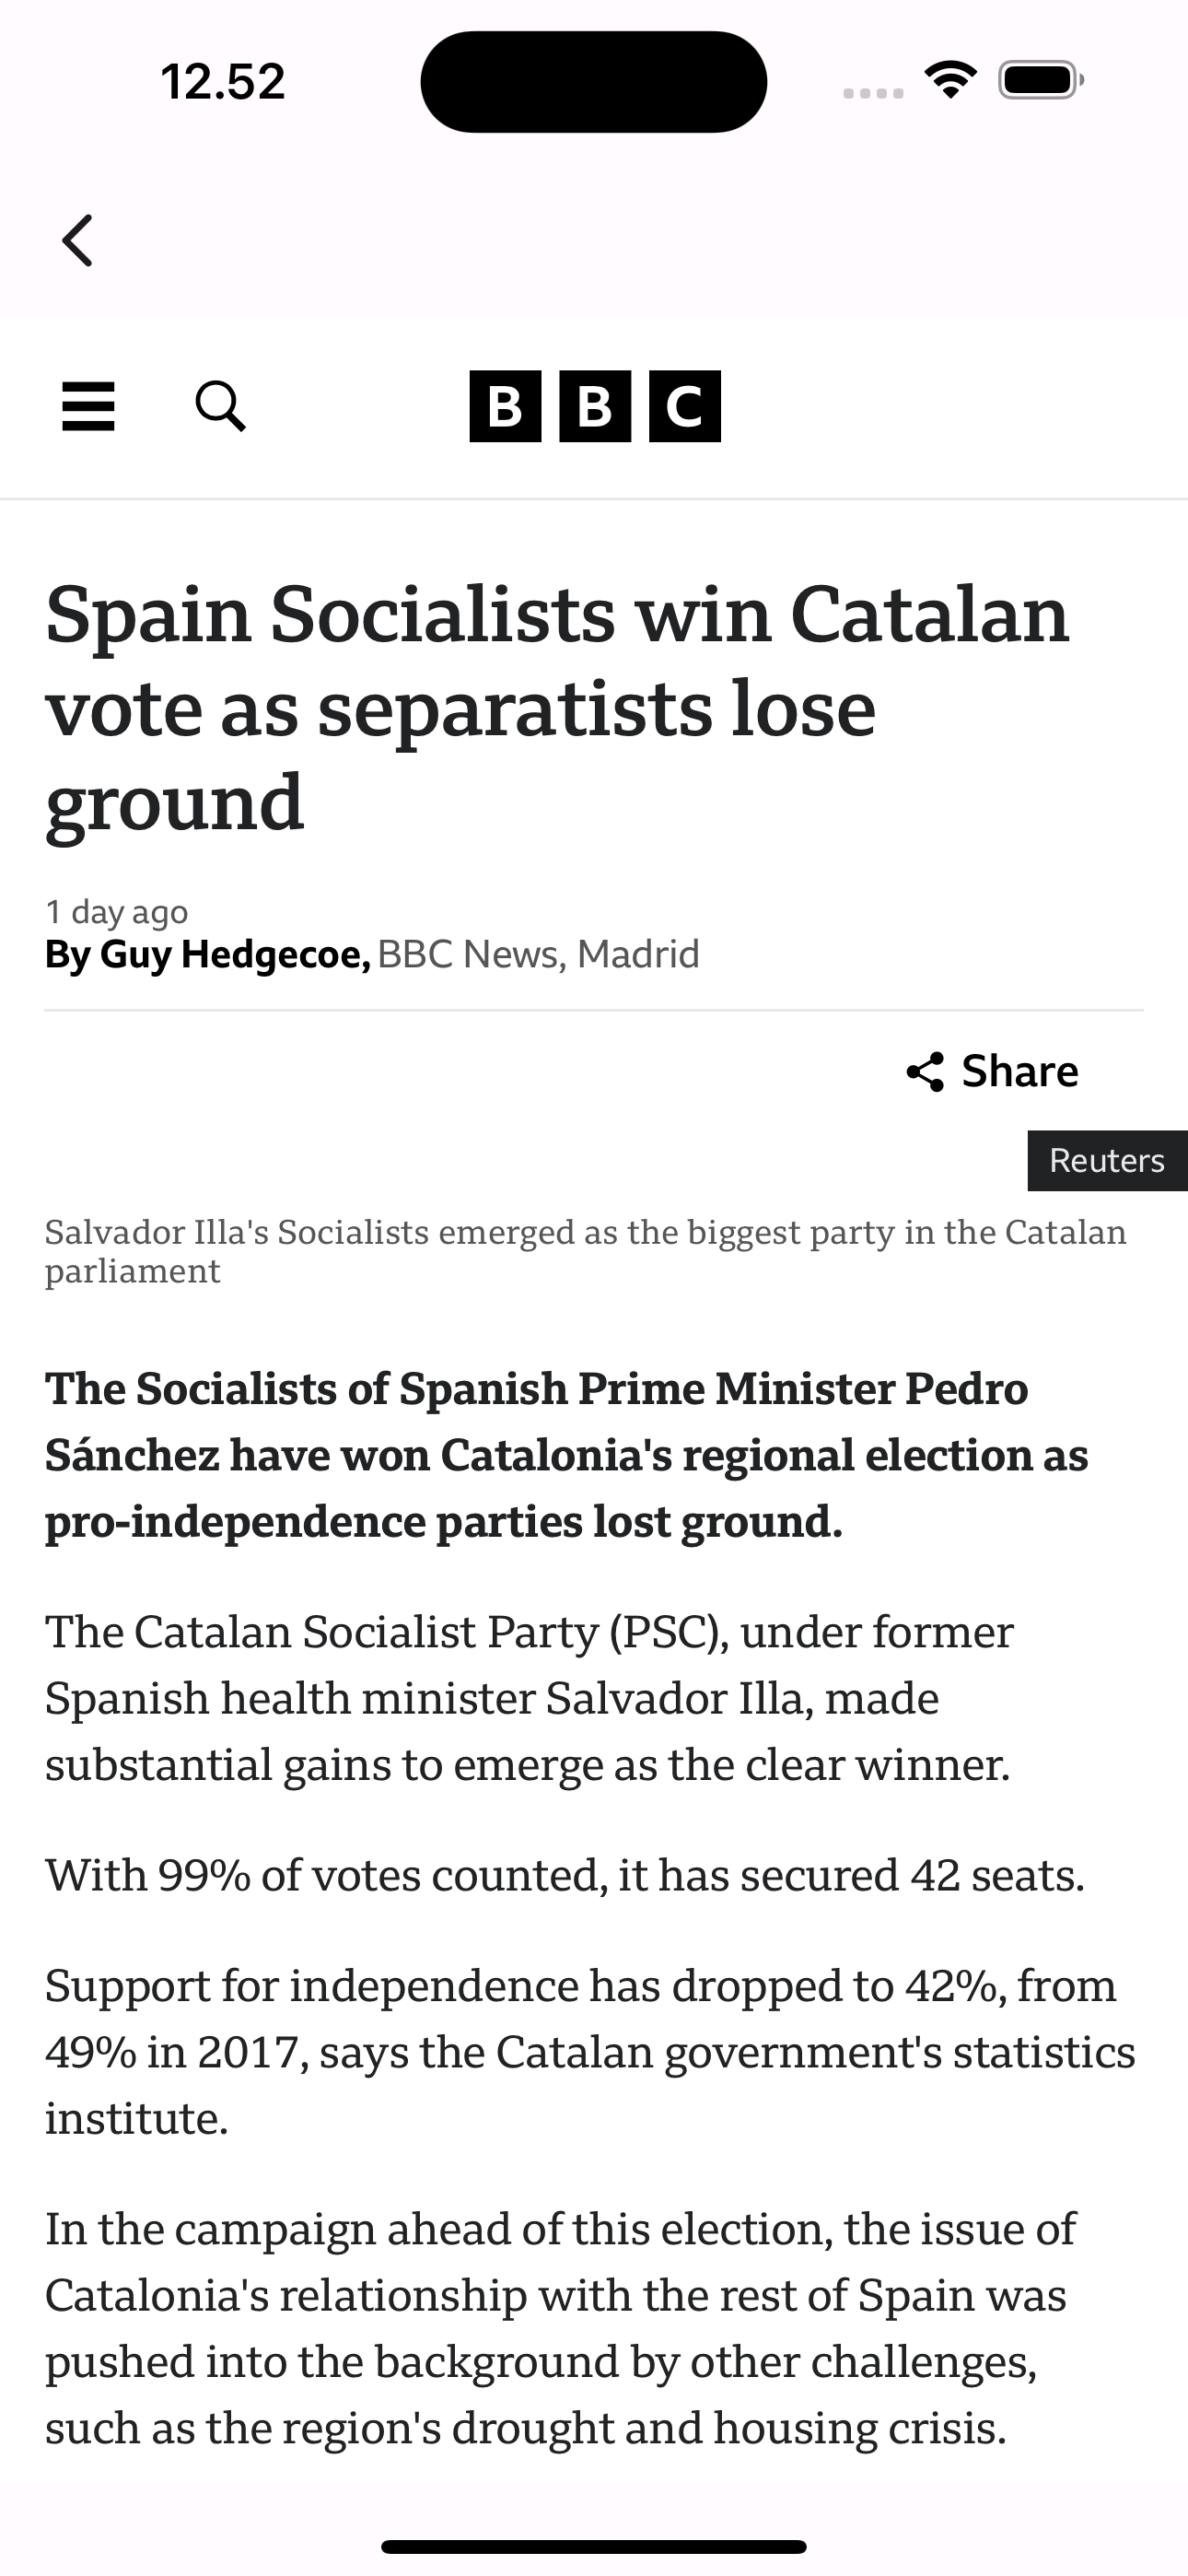 12.52
BBC
Spain Socialists win Catalan
vote as separatists lose
ground
1 day ago
By Guy Hedgecoe, BBC News, Madrid
Share
Reuters
Salvador Illa's Socialists emerged as the biggest party in the Catalan
parliament
The Socialists of Spanish Prime Minister Pedro
Sánchez have won Catalonia's regional election as
pro-independence parties lost ground.
The Catalan Socialist Party (PSC), under former
Spanish health minister Salvador Illa, made
substantial gains to emerge as the clear winner.
With 99% of votes counted, it has secured 42 seats.
Support for independence has dropped to 42%, from
49% in 2017, says the Catalan government's statistics
institute.
In the campaign ahead of this election, the issue of
Catalonia's relationship with the rest of Spain was
pushed into the background by other challenges,
such as the region's drought and housing crisis.